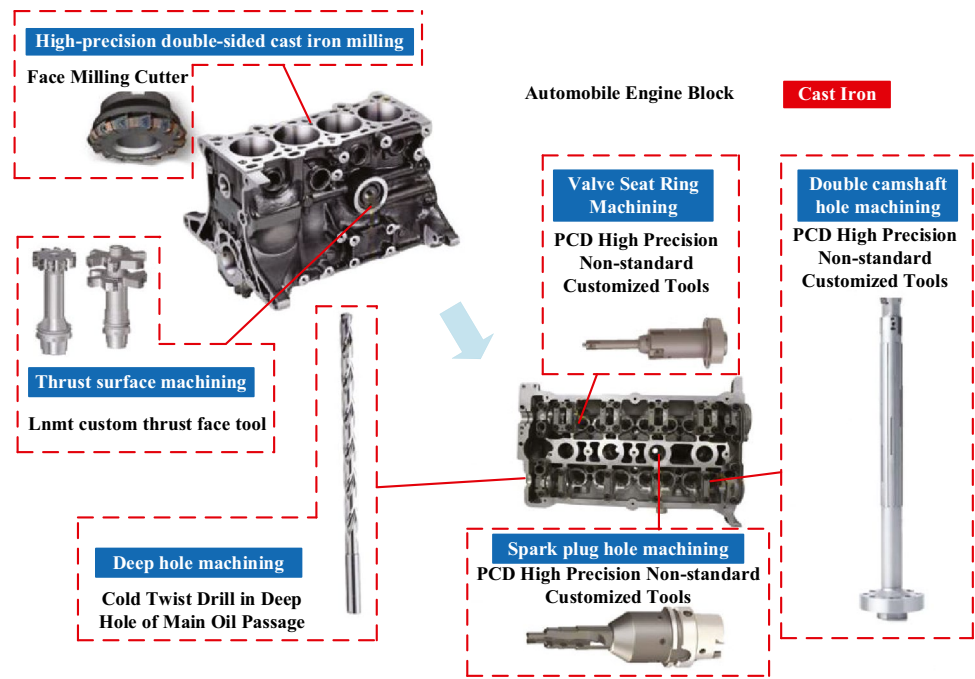 High-precision double-sided cast iron milling
Face Milling Cutter
Automobile Engine Block
Cast Iron
Valve Seat Ring
Machining
PCD High Precision
Non-standard
Customized Tools
Double camshaft
hole machining
PCD High Precision
Non-standard
Customized Tools
Thrust surface machining
Lnmt custom thrust face tool
Deep hole machining
Cold Twist Drill in Deep
Hole of Main Oil Passage
Spark plug hole machining
PCD High Precision Non-standard
Customized Tools